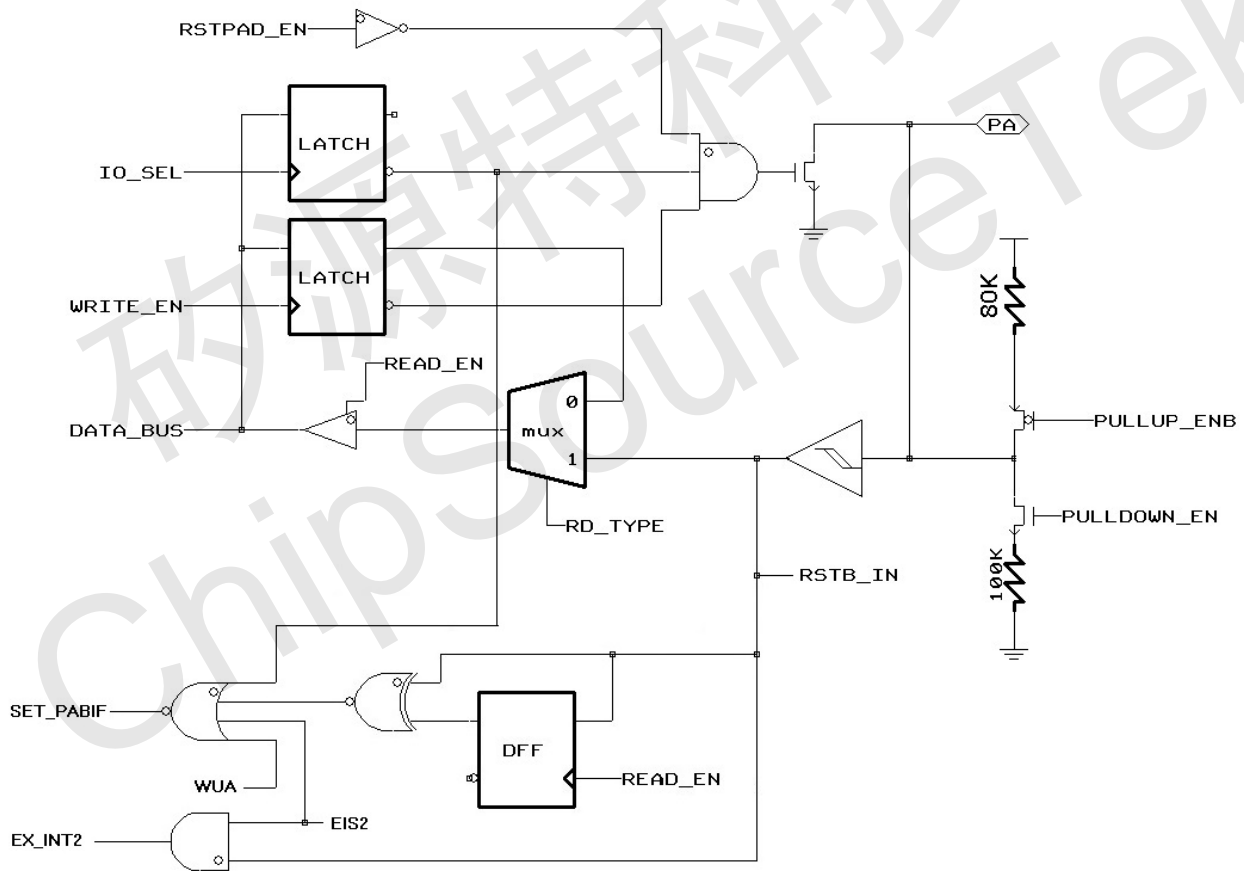 RSTPAD_EN
PA
LATCH
IO_SEL
LATCH
WRITE_EN
80K
READ_EN
0
DATA_BUS
mux
PULLUP_ENB
1
RD_TYPE
PULLDOWN_EN
RSTB_IN
100K
SET_PABIF
DFF
READ_EN
WUA
EIS2
EX_INT2
矽源特科技
ChipSourceTek